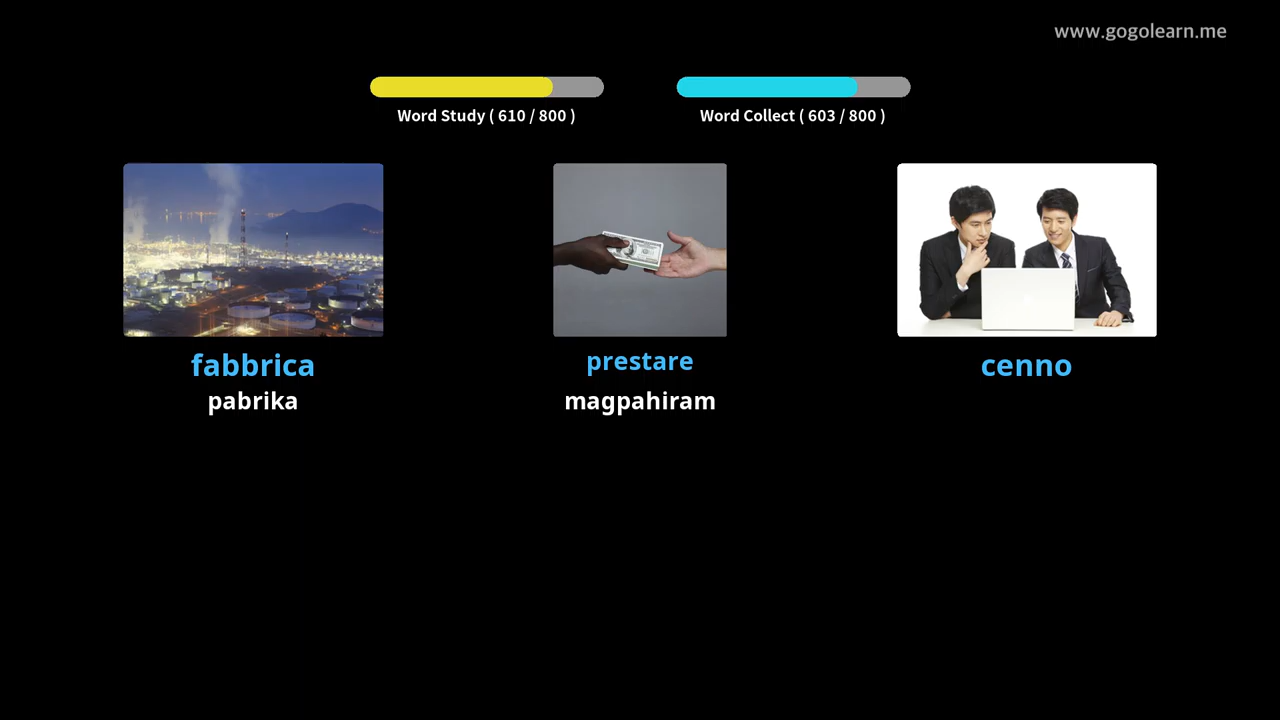 www.gogolearn.me
Word Study ( 610 / 800 )
Word Collect ( 603 / 800 )
fabbrica
pabrika
prestare
magpahiram
cenno